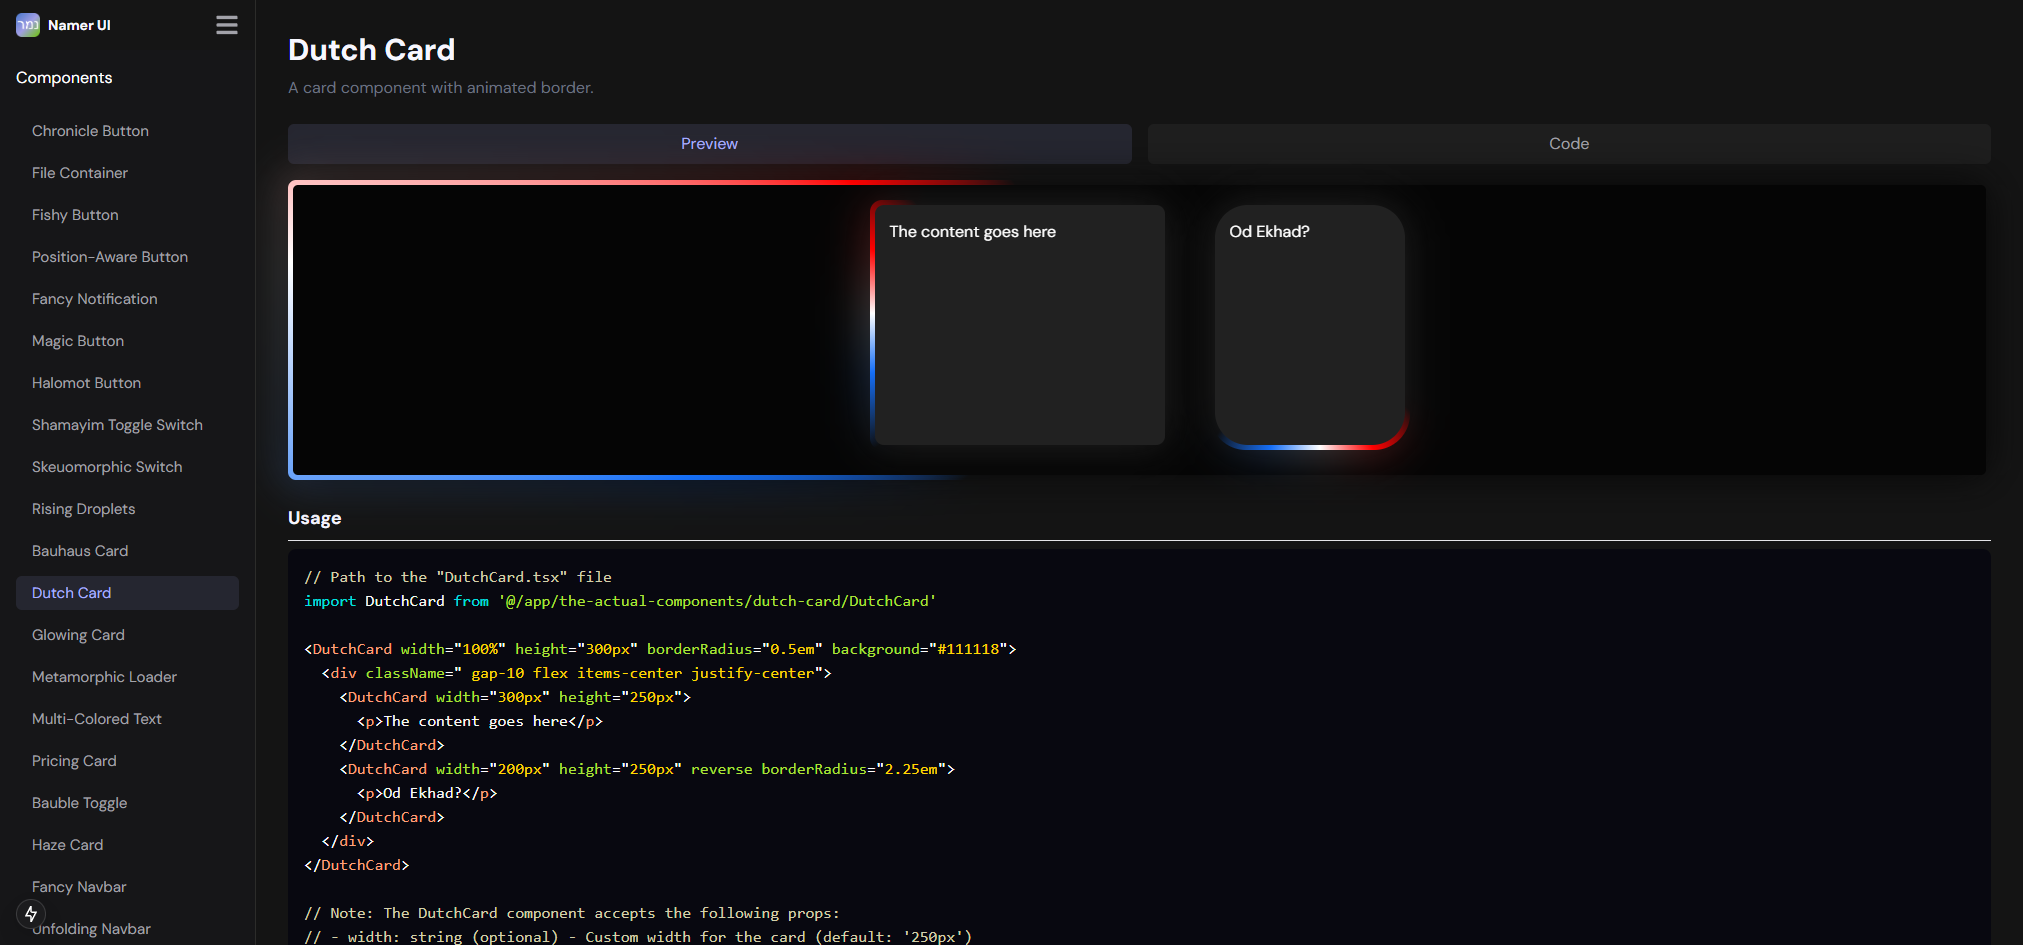 נמר Namer UI
Components
Chronicle Button
File Container
Fishy Button
Position-Aware Button
Fancy Notification
Magic Button
Halomot Button
Shamayim Toggle Switch
Skeuomorphic Switch
Rising Droplets
Bauhaus Card
Dutch Card
Glowing Card
Metamorphic Loader
Multi-Colored Text
Pricing Card
Bauble Toggle
Haze Card
Fancy Navbar
Unfolding Navbar
Dutch Card
A card component with animated border.
Preview
Code
The content goes here
Od Ekhad?
Usage
// Path to the "DutchCard.tsx" file
import DutchCard from '@/app/the-actual-components/dutch-card/DutchCard'
<DutchCard width="100%" height="300px" borderRadius="0.5em" background="#111118">
<div className=" gap-10 flex items-center justify-center">
<DutchCard width="300px" height="250px">
<p>The content goes here</p>
</DutchCard>
<DutchCard width="200px" height="250px" reverse borderRadius="2.25em">
<p>Od Ekhad?</p>
</DutchCard>
</div>
</DutchCard>
// Note: The DutchCard component accepts the following props:
// - width: string (optional) - Custom width for the card (default: '250px')